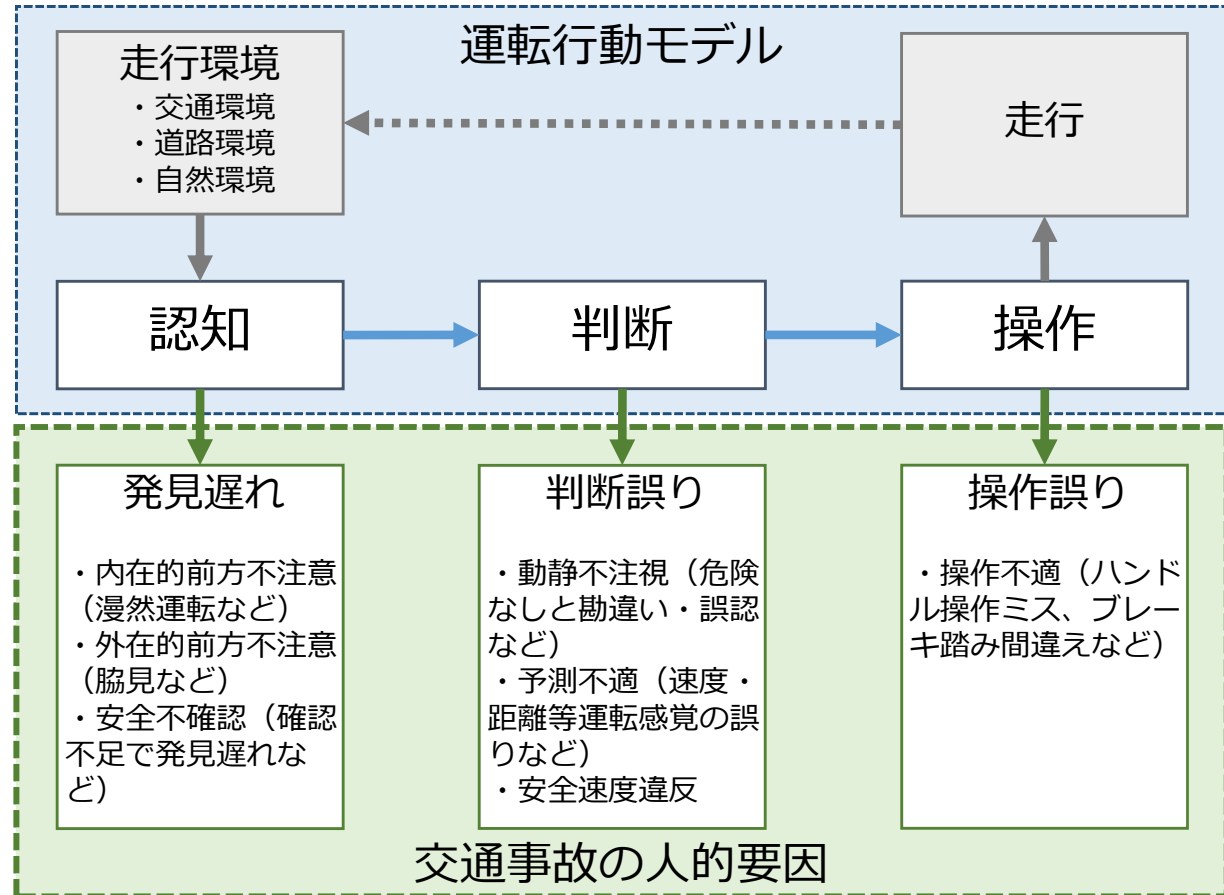 運転行動モデル
走行環境
・交通環境
・道路環境
・自然環境
走行
認知
判断
操作
発見遅れ
・内在的前方不注意
（漫然運転など）
・外在的前方不注意
（脇見など）
・安全不確認（確認
不足で発見遅れな
ど）
判断誤り
・動静不注視（危険
なしと勘違い・誤認
など）
・予測不適（速度・
距離等運転感覚の誤
りなど）
・安全速度違反
操作誤り
・操作不適（ハンド
ル操作ミス、ブレー
キ踏み間違えなど）
交通事故の人的要因